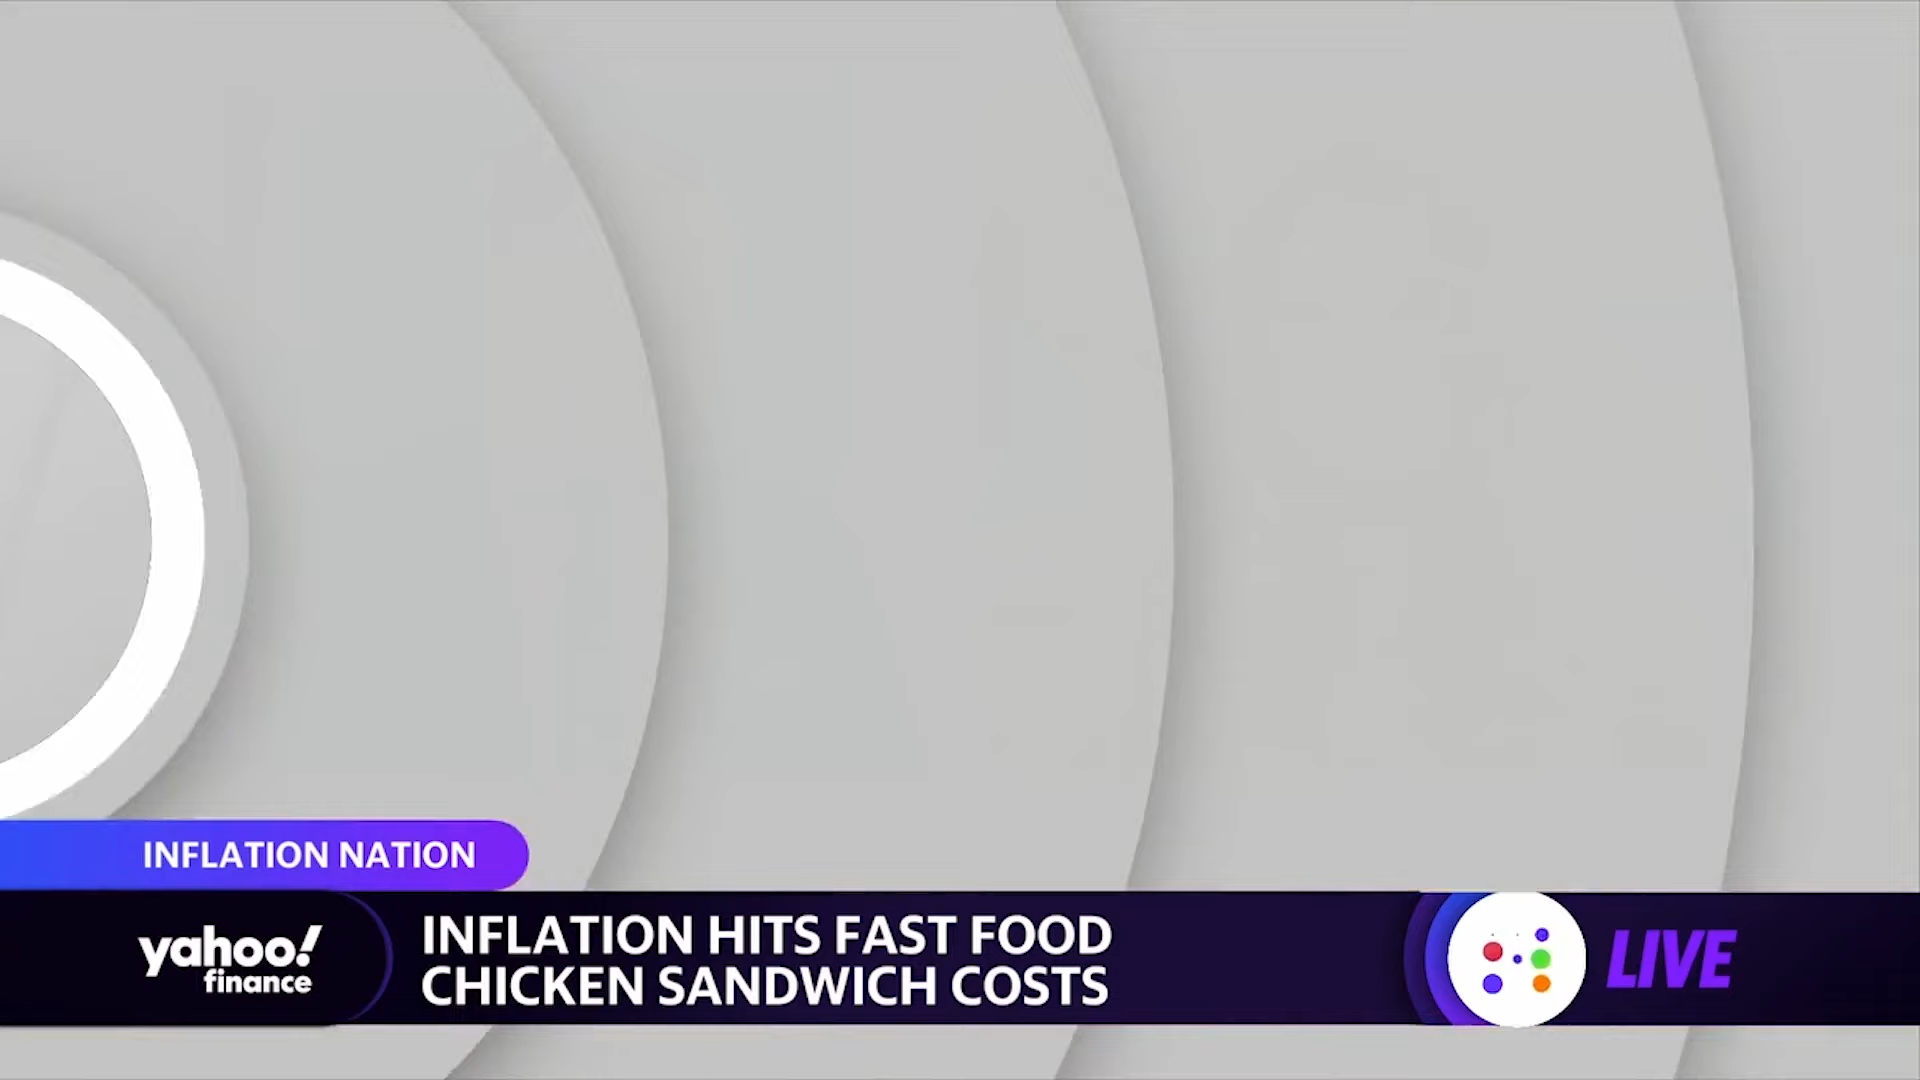 INFLATION NATION
yahoo!
finance
INFLATION HITS FAST FOOD
CHICKEN SANDWICH COSTS
LIVE